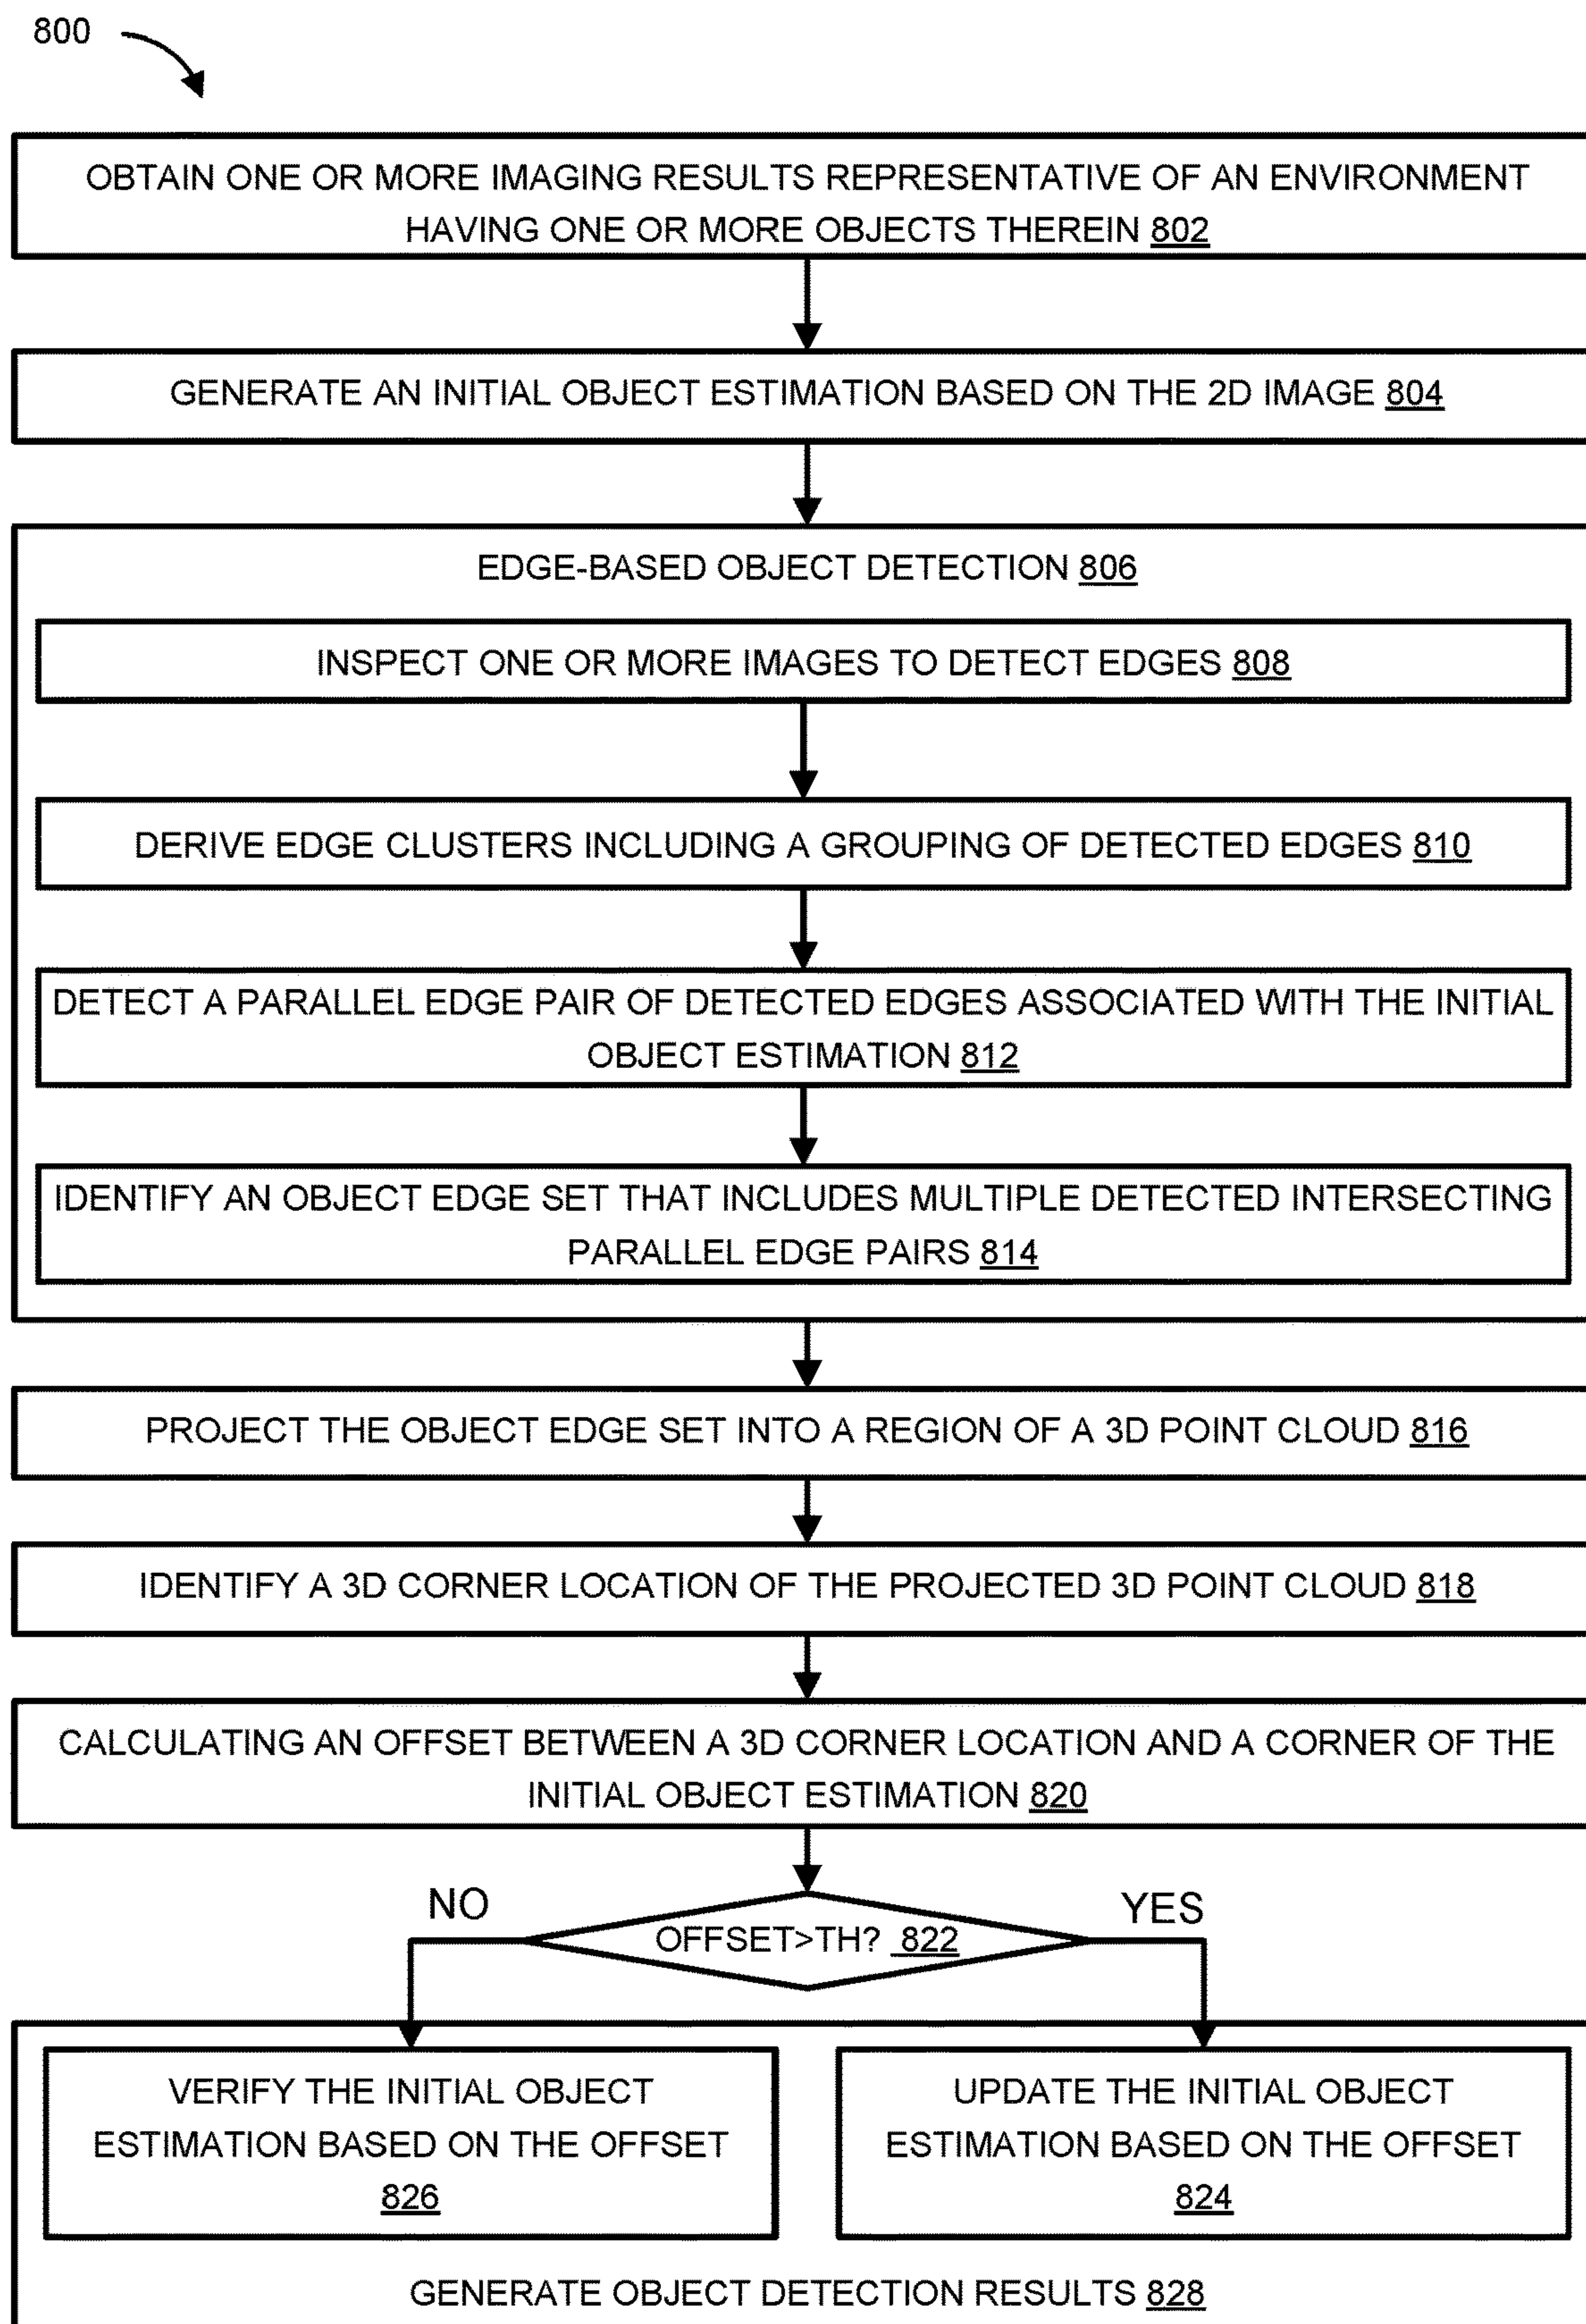 800
OBTAIN ONE OR MORE IMAGING RESULTS REPRESENTATIVE OF AN ENVIRONMENT
HAVING ONE OR MORE OBJECTS THEREIN 802
GENERATE AN INITIAL OBJECT ESTIMATION BASED ON THE 2D IMAGE 804
EDGE-BASED OBJECT DETECTION 806
INSPECT ONE OR MORE IMAGES TO DETECT EDGES 808
DERIVE EDGE CLUSTERS INCLUDING A GROUPING OF DETECTED EDGES 810
DETECT A PARALLEL EDGE PAIR OF DETECTED EDGES ASSOCIATED WITH THE INITIAL
OBJECT ESTIMATION 812
IDENTIFY AN OBJECT EDGE SET THAT INCLUDES MULTIPLE DETECTED INTERSECTING
PARALLEL EDGE PAIRS 814
PROJECT THE OBJECT EDGE SET INTO A REGION OF A 3D POINT CLOUD 816
IDENTIFY A 3D CORNER LOCATION OF THE PROJECTED 3D POINT CLOUD 818
CALCULATING AN OFFSET BETWEEN A 3D CORNER LOCATION AND A CORNER OF THE
INITIAL OBJECT ESTIMATION 820
NO
YES
OFFSET>TH? 822
VERIFY THE INITIAL OBJECT
ESTIMATION BASED ON THE OFFSET
826
UPDATE THE INITIAL OBJECT
ESTIMATION BASED ON THE OFFSET
824
GENERATE OBJECT DETECTION RESULTS 828